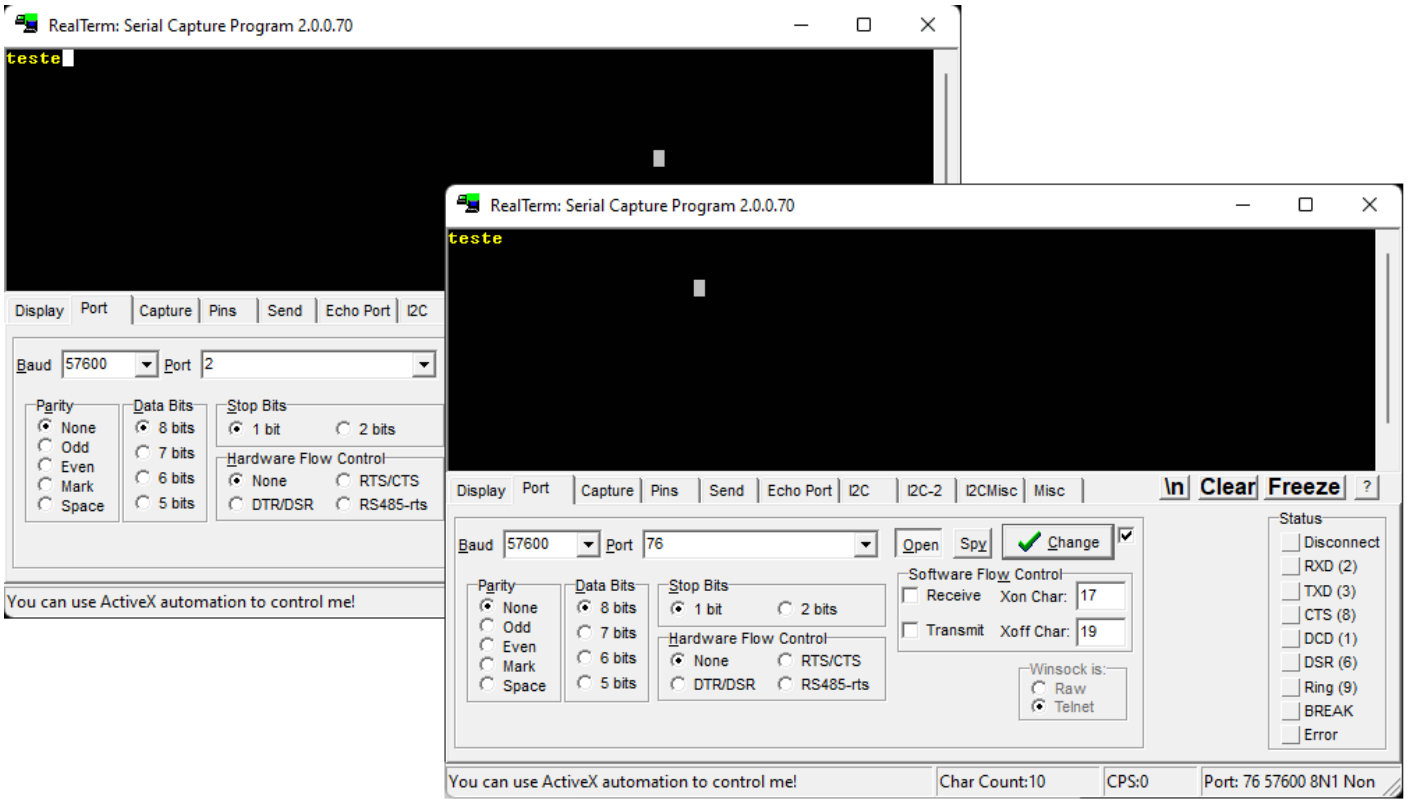 RealTerm: Serial Capture Program 2.0.0.70
teste
Display Port Capture Pins Send Echo Port I2C
Baud 57600 Port 2
Parity
None
Odd
Even
Mark
Space
Data Bits
8 bits
7 bits
6 bits
5 bits
Stop Bits
1 bit 2 bits
Hardware Flow Control
None RTS/CTS
DTR/DSR RS485-rts
You can use ActiveX automation to control me!
RealTerm: Serial Capture Program 2.0.0.70
teste
Display Port Capture Pins Send Echo Port I2C I2C-2 I2CMisc Misc \n Clear Freeze ?
Baud 57600 Port 76 Open Spy Change
Parity
None
Odd
Even
Mark
Space
Data Bits
8 bits
7 bits
6 bits
5 bits
Stop Bits
1 bit 2 bits
Hardware Flow Control
None RTS/CTS
DTR/DSR RS485-rts
Software Flow Control
Receive Xon Char: 17
Transmit Xoff Char: 19
Winsock is:
Raw
Telnet
Status
Disconnect
RXD (2)
TXD (3)
CTS (8)
DCD (1)
DSR (6)
Ring (9)
BREAK
Error
You can use ActiveX automation to control me! Char Count:10 CPS:0 Port: 76 57600 8N1 Non